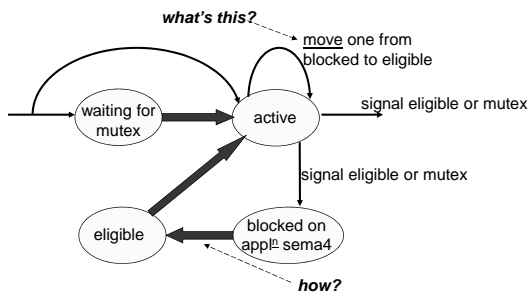 what's this?
move one from
blocked to eligible
waiting for
mutex
active
signal eligible or mutex
signal eligible or mutex
eligible
blocked on
applⁿ sema4
how?